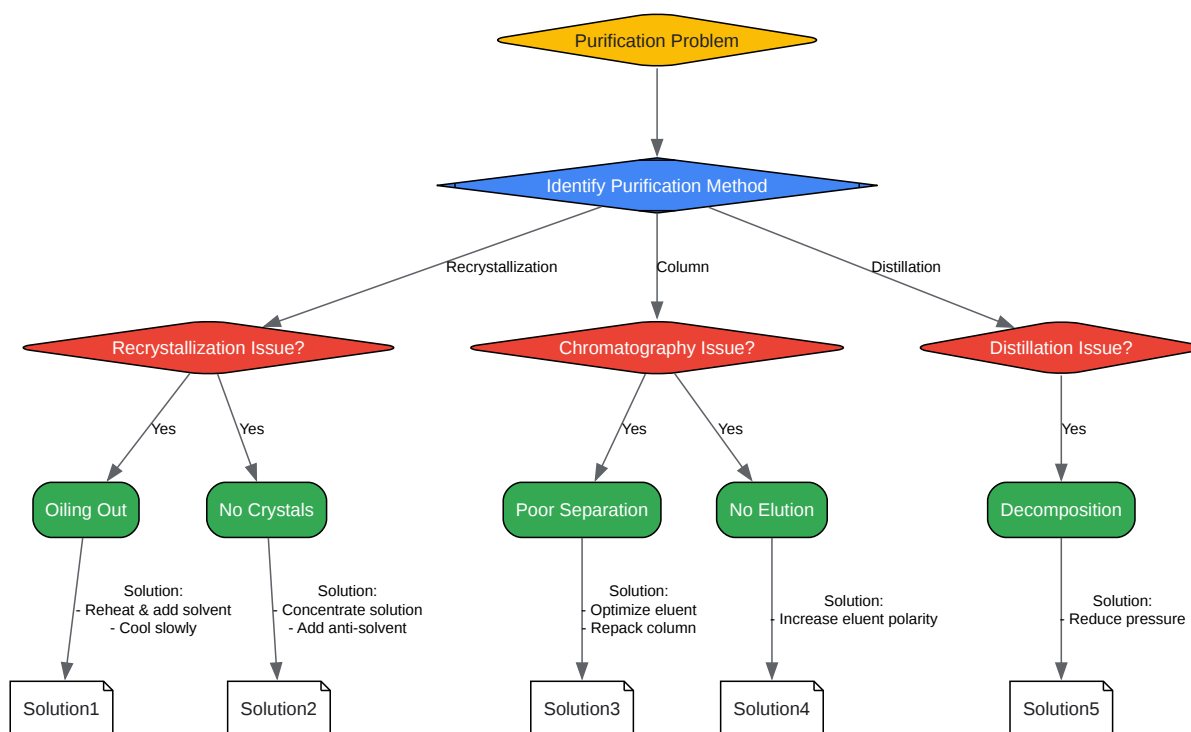 Purification Problem
Identify Purification Method
Recrystallization
Column
Distillation
Recrystallization Issue?
Chromatography Issue?
Distillation Issue?
Yes
Yes
Yes
Yes
Yes
Oiling Out
No Crystals
Poor Separation
No Elution
Decomposition
Solution:
- Reheat & add solvent
- Cool slowly
Solution:
- Concentrate solution
- Add anti-solvent
Solution:
- Optimize eluent
- Repack column
Solution:
- Increase eluent polarity
Solution:
- Reduce pressure
Solution1
Solution2
Solution3
Solution4
Solution5